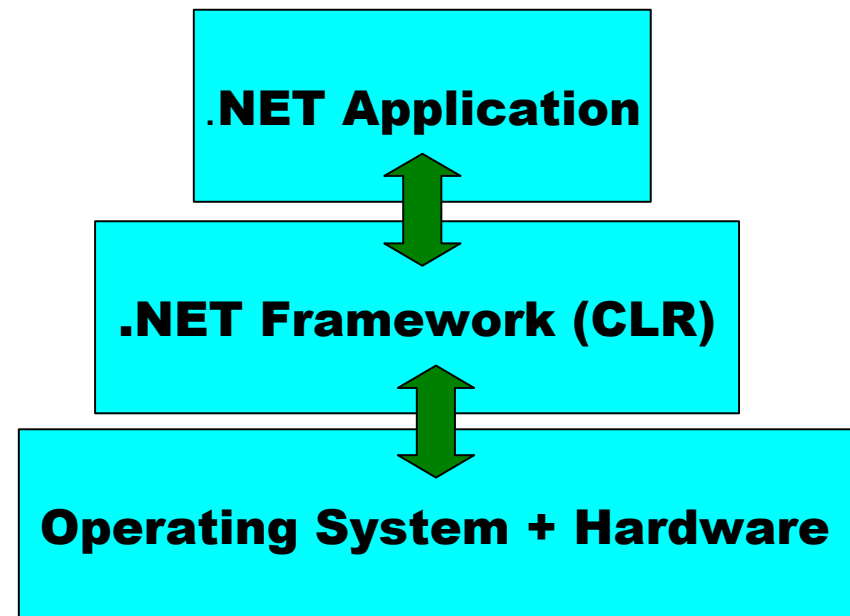 .NET Application
.NET Framework (CLR)
Operating System + Hardware